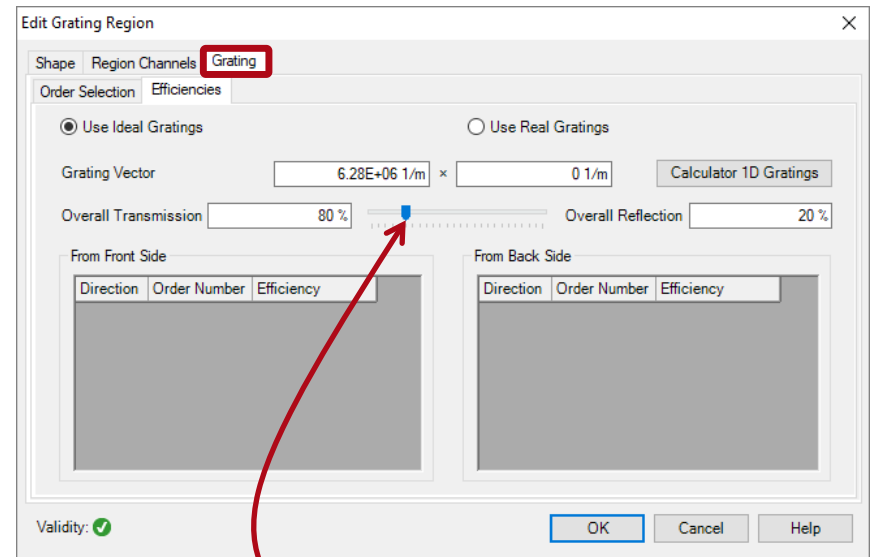 Edit Grating Region
Shape Region Channels Grating
Order Selection Efficiencies
Use Ideal Gratings Use Real Gratings
Grating Vector 6.28E+06 1/m × 0 1/m Calculator 1D Gratings
Overall Transmission 80 % Overall Reflection 20 %
From Front Side From Back Side
Direction Order Number Efficiency Direction Order Number Efficiency
Validity: OK Cancel Help